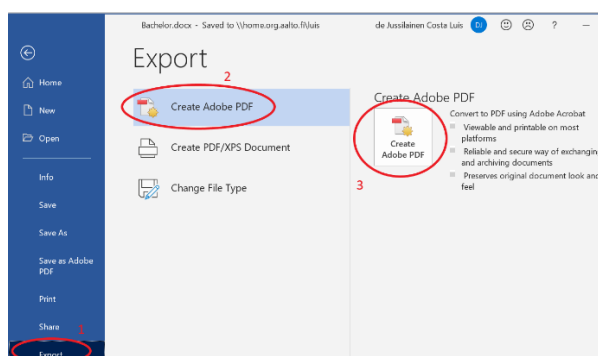 Bachelor.docx - Saved to \\home.org.aalto.fi\luis
de Jussilainen Costa Luis DJ ?
Export
2
Home
New
Open
Info
Save
Save As
Save as Adobe
PDF
Print
Share
1
Export
Create Adobe PDF
Create PDF/XPS Document
Change File Type
Create Adobe PDF
Create
Adobe PDF
3
Convert to PDF using Adobe Acrobat
Viewable and printable on most
platforms
Reliable and secure way of exchangin
and archiving documents
Preserves original document look and
feel